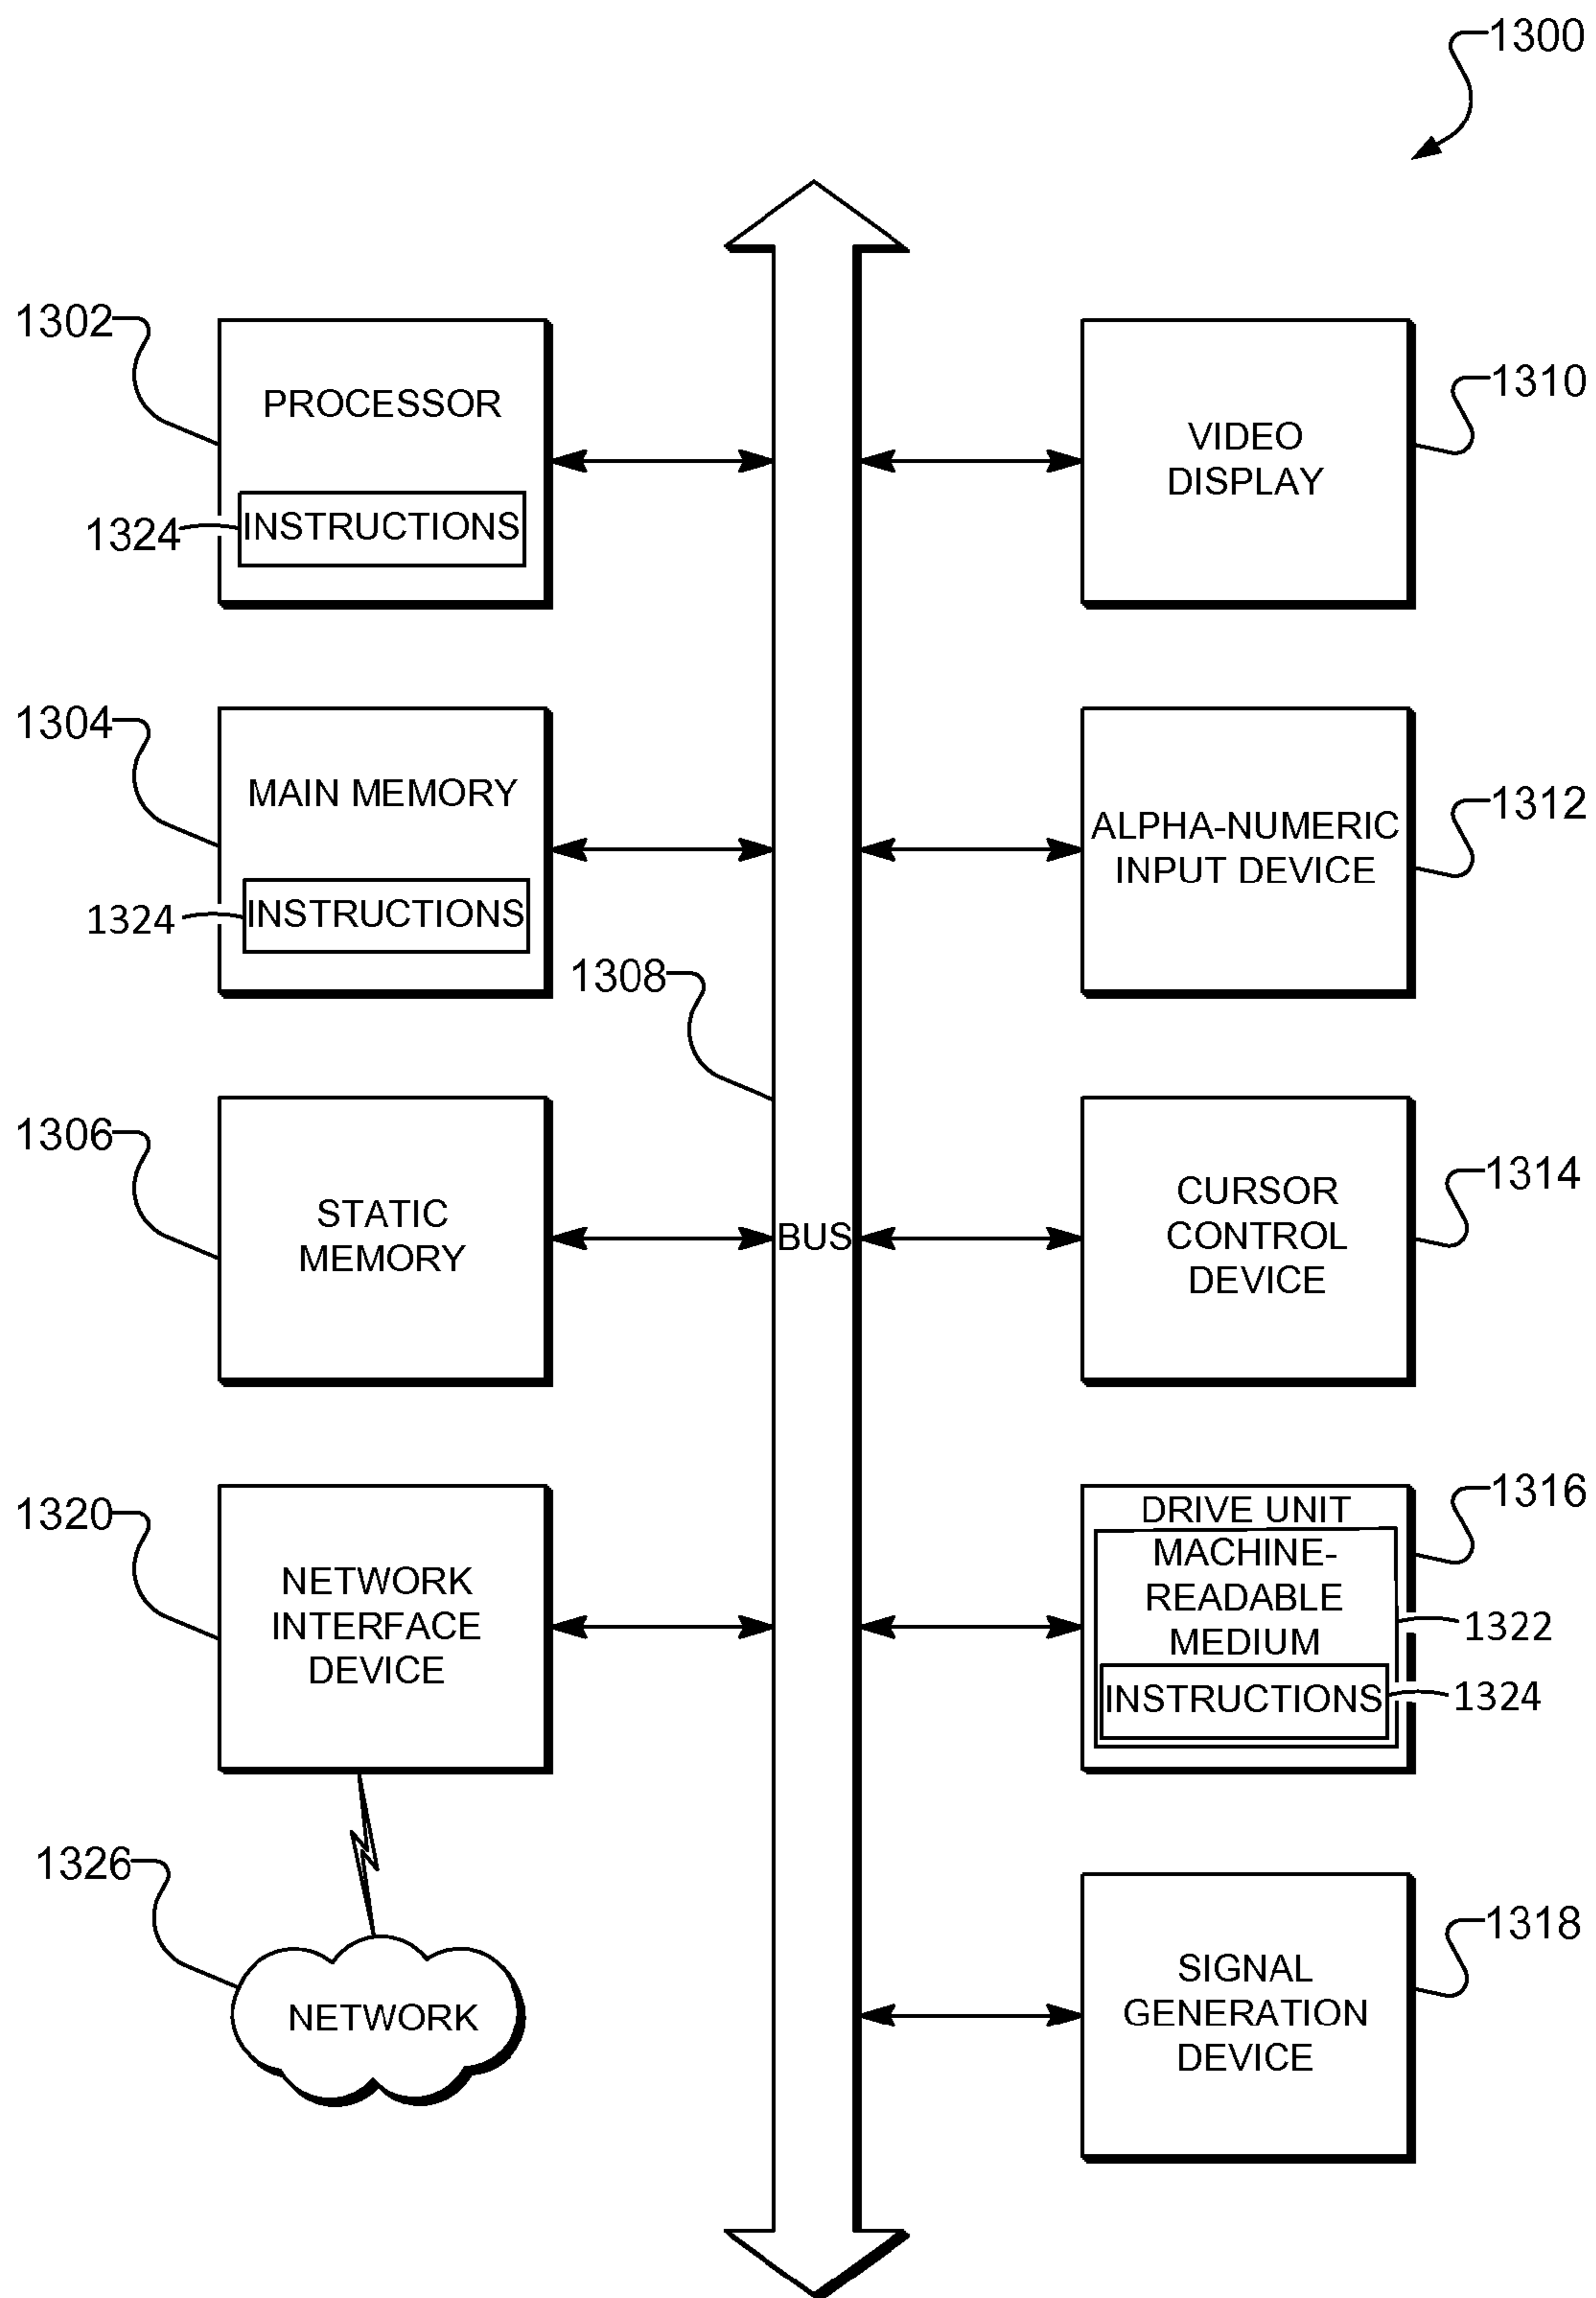 1300
1302
PROCESSOR
1324
INSTRUCTIONS
1310
VIDEO
DISPLAY
1304
MAIN MEMORY
1324
INSTRUCTIONS
1312
ALPHA-NUMERIC
INPUT DEVICE
1308
BUS
1306
STATIC
MEMORY
1314
CURSOR
CONTROL
DEVICE
1320
NETWORK
INTERFACE
DEVICE
1316
DRIVE UNIT
MACHINE-
READABLE
MEDIUM
1322
INSTRUCTIONS
1324
1326
NETWORK
1318
SIGNAL
GENERATION
DEVICE